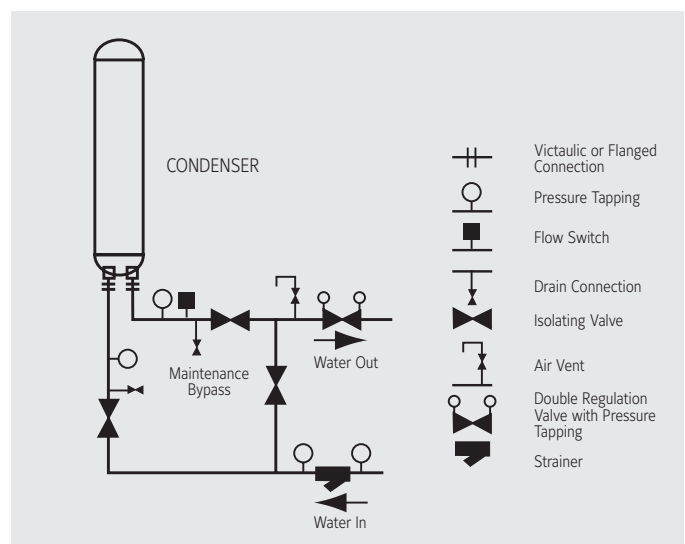 CONDENSER
Maintenance
Bypass
Water Out
Water In
Victaulic or Flanged
Connection
Pressure Tapping
Flow Switch
Drain Connection
Isolating Valve
Air Vent
Double Regulation
Valve with Pressure
Tapping
Strainer